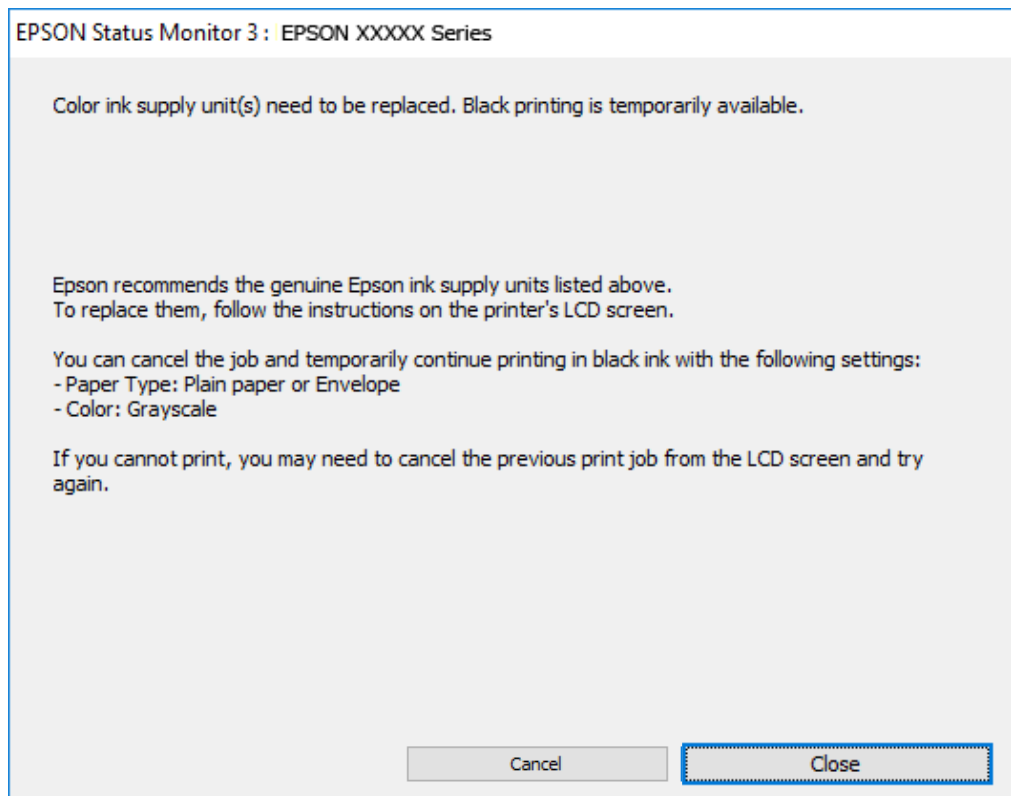 EPSON Status Monitor 3 : EPSON XXXXX Series
Color ink supply unit(s) need to be replaced. Black printing is temporarily available.
Epson recommends the genuine Epson ink supply units listed above.
To replace them, follow the instructions on the printer's LCD screen.
You can cancel the job and temporarily continue printing in black ink with the following settings:
- Paper Type: Plain paper or Envelope
- Color: Grayscale
If you cannot print, you may need to cancel the previous print job from the LCD screen and try
again.
Cancel
Close